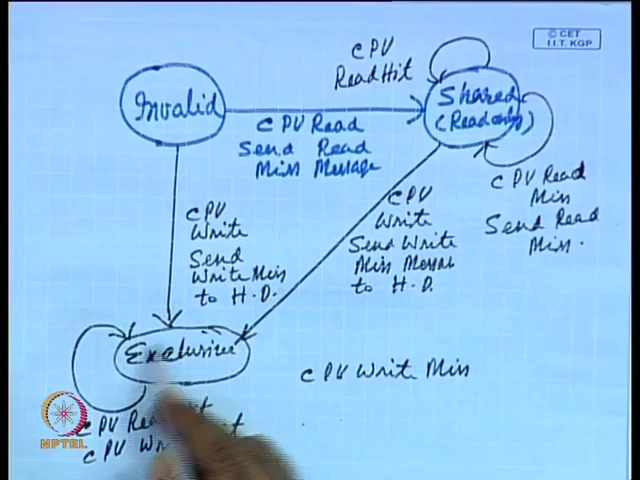 © CET
I.I.T. KGP
CPU
Read Hit
Invalid
Shared
(Read only)
CPU Read
Send Read
Miss Message
CPU Read
Miss
Send Read
Miss.
CPU
Write
Send
Write Miss
to H.D.
CPU
Write
Send Write
Miss Message
to H.D.
Exclusive
CPU Write Miss
CPU
CPU
NPTEL